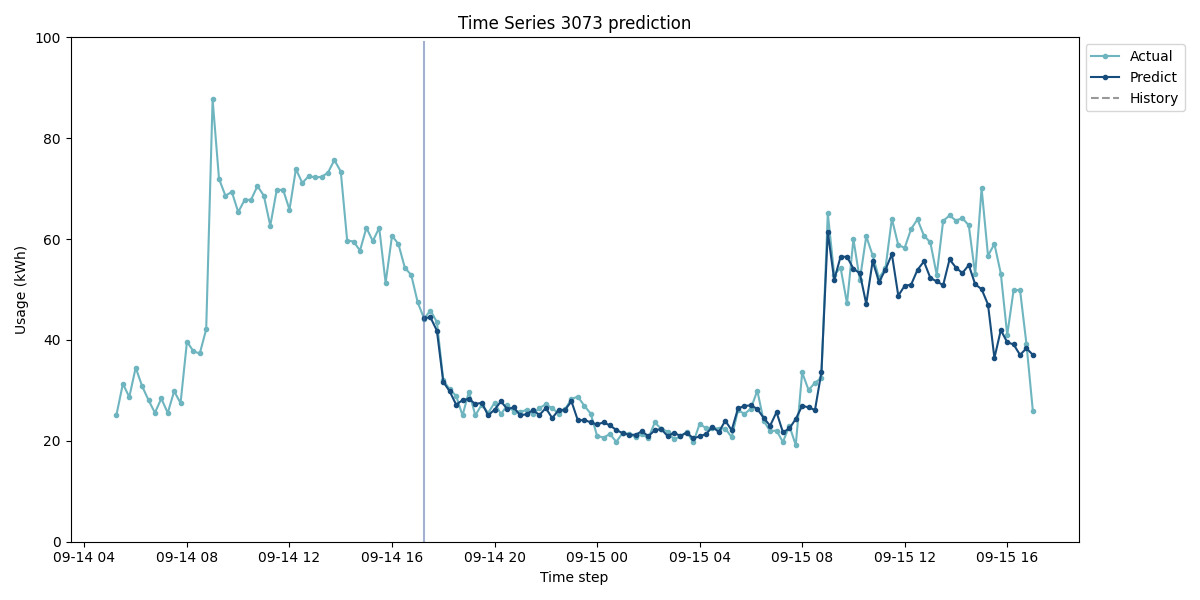 Time Series 3073 prediction
100
80
60
40
20
0
Usage (kWh)
09-14 04 09-14 08 09-14 12 09-14 16 09-14 20 09-15 00 09-15 04 09-15 08 09-15 12 09-15 16
Time step
Actual
Predict
History